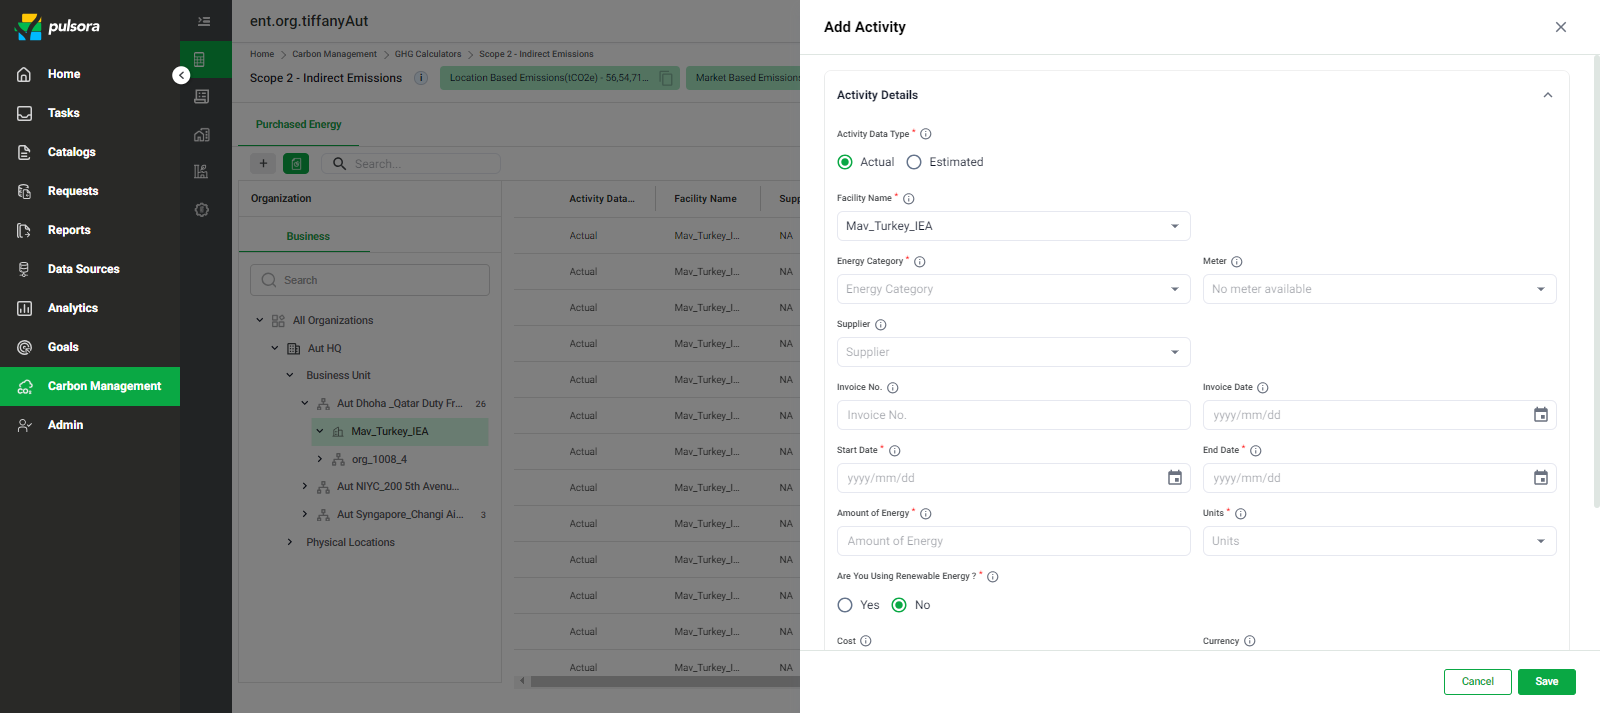 pulsora
Home
Tasks
Catalogs
Requests
Reports
Data Sources
Analytics
Goals
Carbon Management
Admin
ent.org.tiffanyAut
Home > Carbon Management > GHG Calculators > Scope 2 - Indirect Emissions
Scope 2 - Indirect Emissions
Location Based Emissions(tCO2e) - 56,54,71...
Market Based Emissions
Purchased Energy
+
Search...
Organization
Business
Search
All Organizations
Aut HQ
Business Unit
Aut Dhoha _Qatar Duty Fr... 26
Mav_Turkey_IEA
org_1008_4
Aut NIYC_200 5th Avenu...
Aut Syngapore_Changi Ai... 3
Physical Locations
Activity Data... Facility Name Supp
Actual Mav_Turkey_I... NA
Actual Mav_Turkey_I... NA
Actual Mav_Turkey_I... NA
Actual Mav_Turkey_I... NA
Actual Mav_Turkey_I... NA
Actual Mav_Turkey_I... NA
Actual Mav_Turkey_I... NA
Actual Mav_Turkey_I... NA
Actual Mav_Turkey_I... NA
Actual Mav_Turkey_I... NA
Actual Mav_Turkey_I... NA
Actual Mav_Turkey_I... NA
Actual Mav_Turkey_I... NA
Add Activity
Activity Details
Activity Data Type *
Actual Estimated
Facility Name *
Mav_Turkey_IEA
Energy Category * Meter
Energy Category No meter available
Supplier
Supplier
Invoice No. Invoice Date
Invoice No. yyyy/mm/dd
Start Date * End Date *
yyyy/mm/dd yyyy/mm/dd
Amount of Energy * Units *
Amount of Energy Units
Are You Using Renewable Energy ? *
Yes No
Cost Currency
Cancel Save